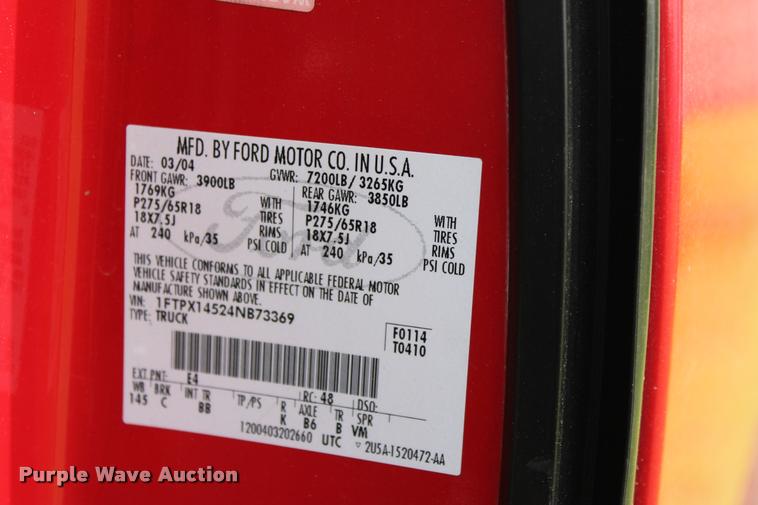 MFD. BY FORD MOTOR CO. IN U.S.A.
DATE: 03/04 GVWR: 7200LB / 3265KG
FRONT GAWR: 3900LB REAR GAWR: 3850LB
1769KG WITH 1746KG WITH
P275/65R18 TIRES P275/65R18 TIRES
18X7.5J RIMS 18X7.5J RIMS
AT 240 kPa/35 PSI COLD AT 240 kPa/35 PSI COLD
Ford
THIS VEHICLE CONFORMS TO ALL APPLICABLE FEDERAL MOTOR
VEHICLE SAFETY STANDARDS IN EFFECT ON THE DATE OF
MANUFACTURE SHOWN ABOVE.
VIN: 1FTPX14524NB73369
TYPE: TRUCK
F0114
T0410
EXT PNT: E4 RC: 48 DSO:
WB BRK INT TR TP/PS R AXLE TR SPR
145 C BB K B6 B VM
1200403202660 UTC 2U5A-1520472-AA
Purple Wave Auction